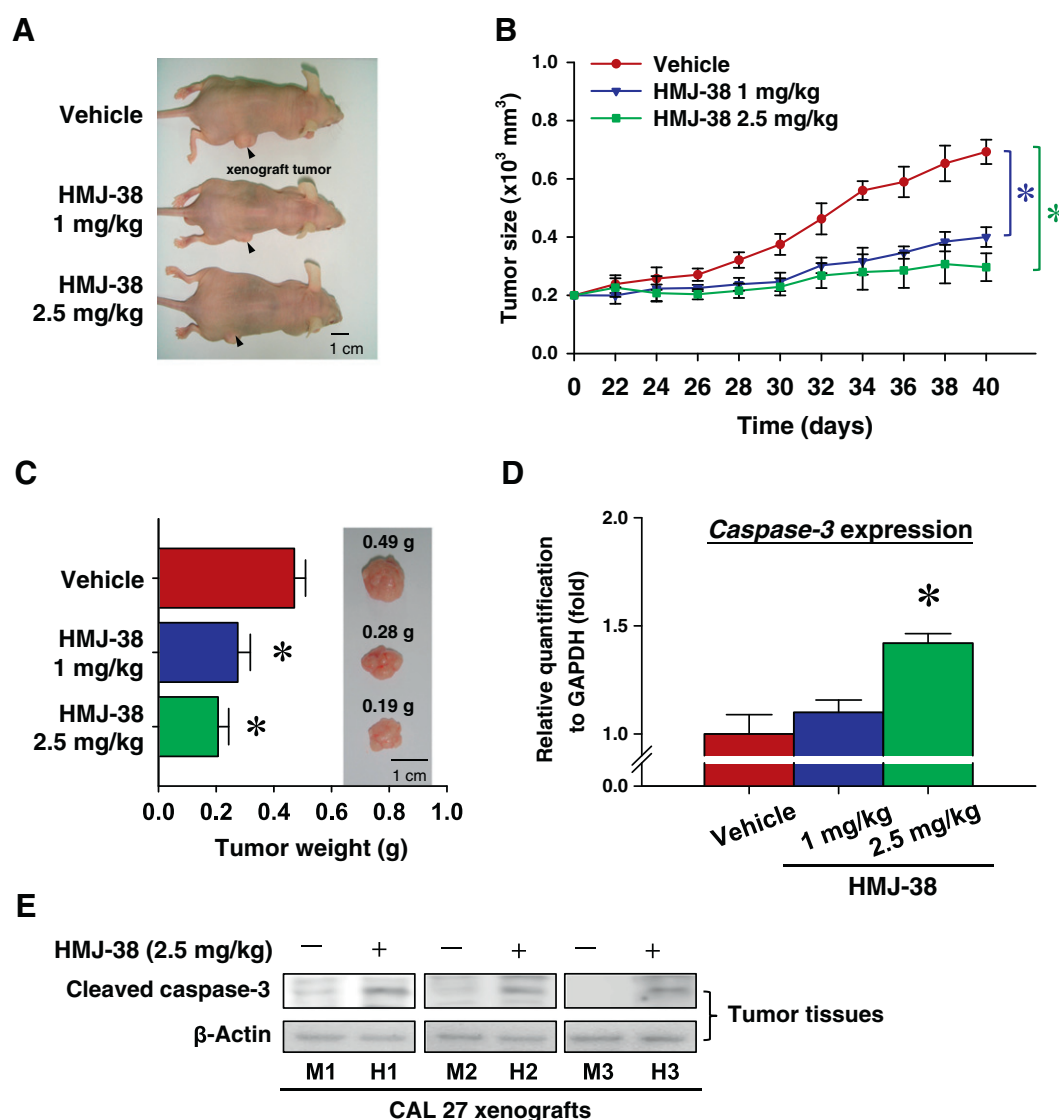 A
Vehicle
xenograft tumor
HMJ-38
1 mg/kg
HMJ-38
2.5 mg/kg
1 cm
B
Vehicle
HMJ-38 1 mg/kg
HMJ-38 2.5 mg/kg
Tumor size (x10³ mm³)
1.0
0.8
0.6
0.4
0.2
0.0
*
*
0 22 24 26 28 30 32 34 36 38 40
Time (days)
C
Vehicle
HMJ-38
1 mg/kg
*
HMJ-38
2.5 mg/kg
*
0.49 g
0.28 g
0.19 g
1 cm
0.0 0.2 0.4 0.6 0.8 1.0
Tumor weight (g)
D
Caspase-3 expression
Relative quantification
to GAPDH (fold)
2.0
1.5
1.0
0.0
*
Vehicle 1 mg/kg 2.5 mg/kg
HMJ-38
E
HMJ-38 (2.5 mg/kg) — + — + — +
Cleaved caspase-3
β-Actin
Tumor tissues
M1 H1 M2 H2 M3 H3
CAL 27 xenografts